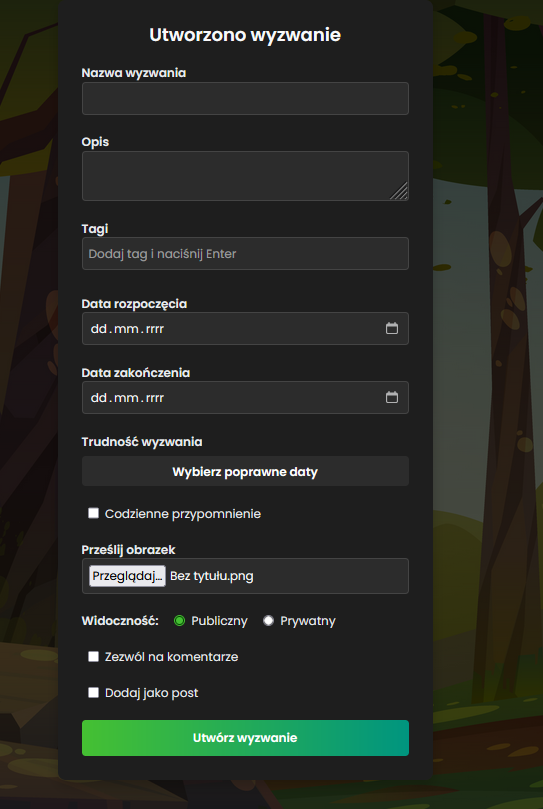 Utworzono wyzwanie
Nazwa wyzwania
Opis
Tagi
Dodaj tag i naciśnij Enter
Data rozpoczęcia
dd.mm.rrrr
Data zakończenia
dd.mm.rrrr
Trudność wyzwania
Wybierz poprawne daty
Codzienne przypomnienie
Prześlij obrazek
Przeglądaj… Bez tytułu.png
Widoczność: Publiczny Prywatny
Zezwól na komentarze
Dodaj jako post
Utwórz wyzwanie